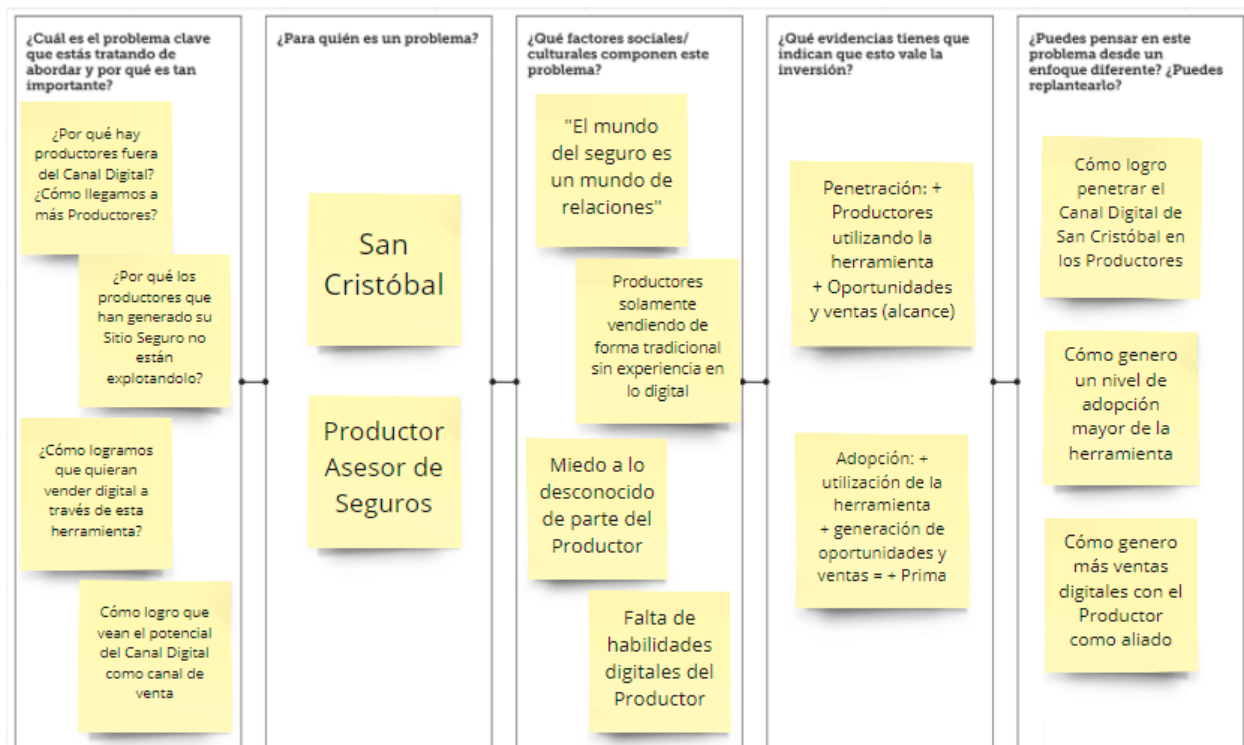 ¿Cuál es el problema clave
que estás tratando de
abordar y por qué es tan
importante?
¿Por qué hay
productores fuera
del Canal Digital?
¿Cómo llegamos a
más Productores?
¿Por qué los
productores que
han generado su
Sitio Seguro no
están
explotandolo?
¿Cómo logramos
que quieran
vender digital a
través de esta
herramienta?
Cómo logro que
vean el potencial
del Canal Digital
como canal de
venta
¿Para quién es un problema?
San
Cristóbal
Productor
Asesor de
Seguros
¿Qué factores sociales/
culturales componen este
problema?
"El mundo
del seguro es
un mundo de
relaciones"
Productores
solamente
vendiendo de
forma tradicional
sin experiencia en
lo digital
Miedo a lo
desconocido
de parte del
Productor
Falta de
habilidades
digitales del
Productor
¿Qué evidencias tienes que
indican que esto vale la
inversión?
Penetración: +
Productores
utilizando la
herramienta
+ Oportunidades
y ventas (alcance)
Adopción: +
utilización de la
herramienta
+ generación de
oportunidades y
ventas = + Prima
¿Puedes pensar en este
problema desde un
enfoque diferente? ¿Puedes
replantearlo?
Cómo logro
penetrar el
Canal Digital de
San Cristóbal en
los Productores
Cómo genero
un nivel de
adopción
mayor de la
herramienta
Cómo genero
más ventas
digitales con el
Productor
como aliado